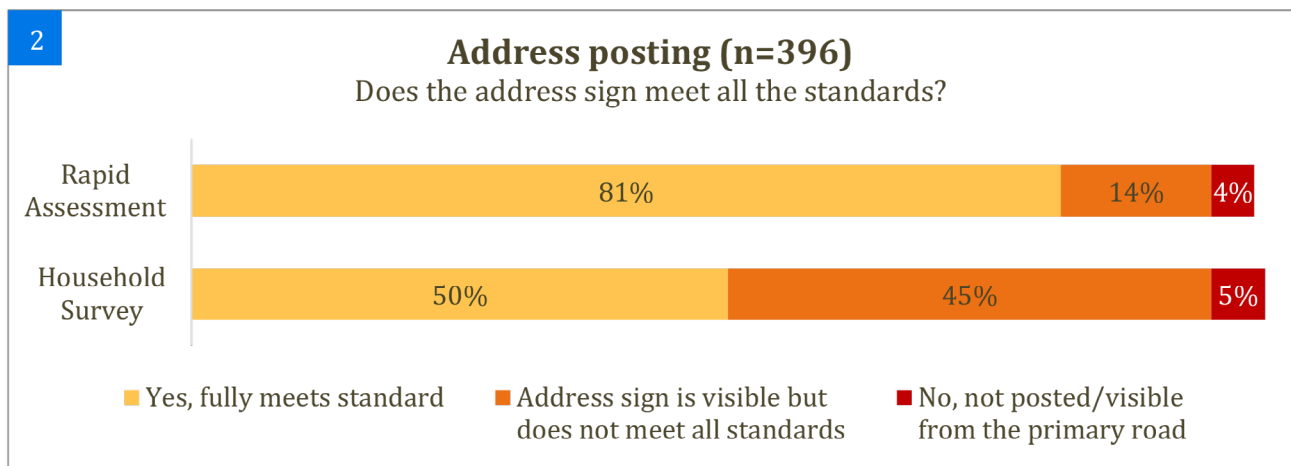 2
Address posting (n=396)
Does the address sign meet all the standards?
Rapid
Assessment
81%
14%
4%
Household
Survey
50%
45%
5%
Yes, fully meets standard
Address sign is visible but
does not meet all standards
No, not posted/visible
from the primary road